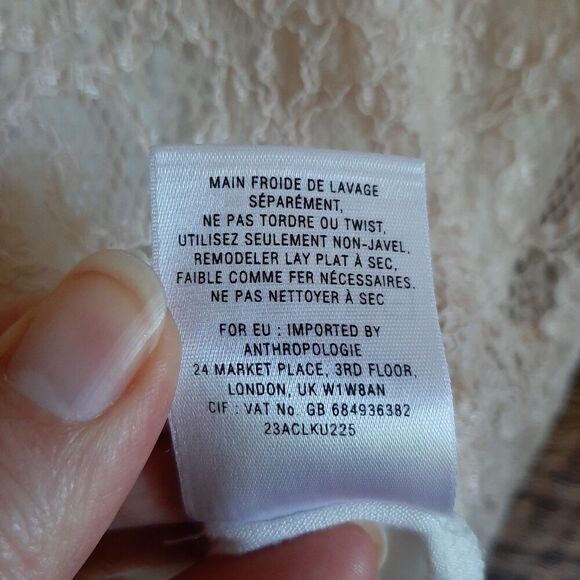 MAIN FROIDE DE LAVAGE
SÉPARÉMENT,
NE PAS TORDRE OU TWIST,
UTILISEZ SEULEMENT NON-JAVEL,
REMODELER LAY PLAT À SEC,
FAIBLE COMME FER NÉCESSAIRES.
NE PAS NETTOYER À SEC
FOR EU : IMPORTED BY
ANTHROPOLOGIE
24 MARKET PLACE, 3RD FLOOR,
LONDON, UK W1W8AN
CIF : VAT No. GB 684936382
23ACLKU225